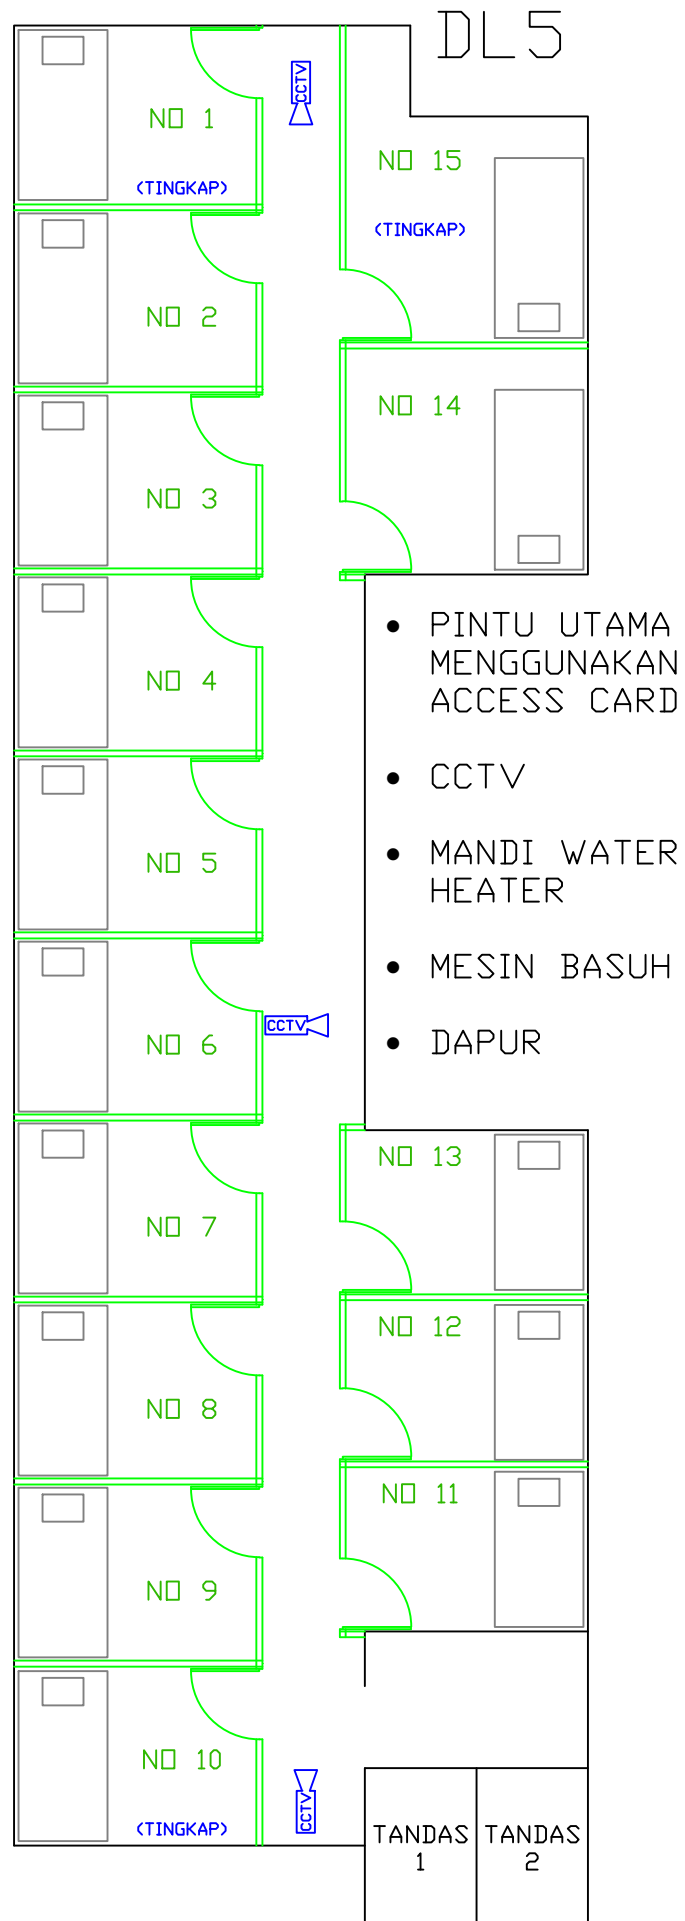 DL5
CCTV
NO 1
(TINGKAP)
NO 15
(TINGKAP)
NO 2
NO 14
NO 3
NO 4
NO 5
NO 6
CCTV
• PINTU UTAMA
MENGGUNAKAN
ACCESS CARD
• CCTV
• MANDI WATER
HEATER
• MESIN BASUH
• DAPUR
NO 13
NO 7
NO 12
NO 8
NO 11
NO 9
NO 10
(TINGKAP)
CCTV
TANDAS
1
TANDAS
2